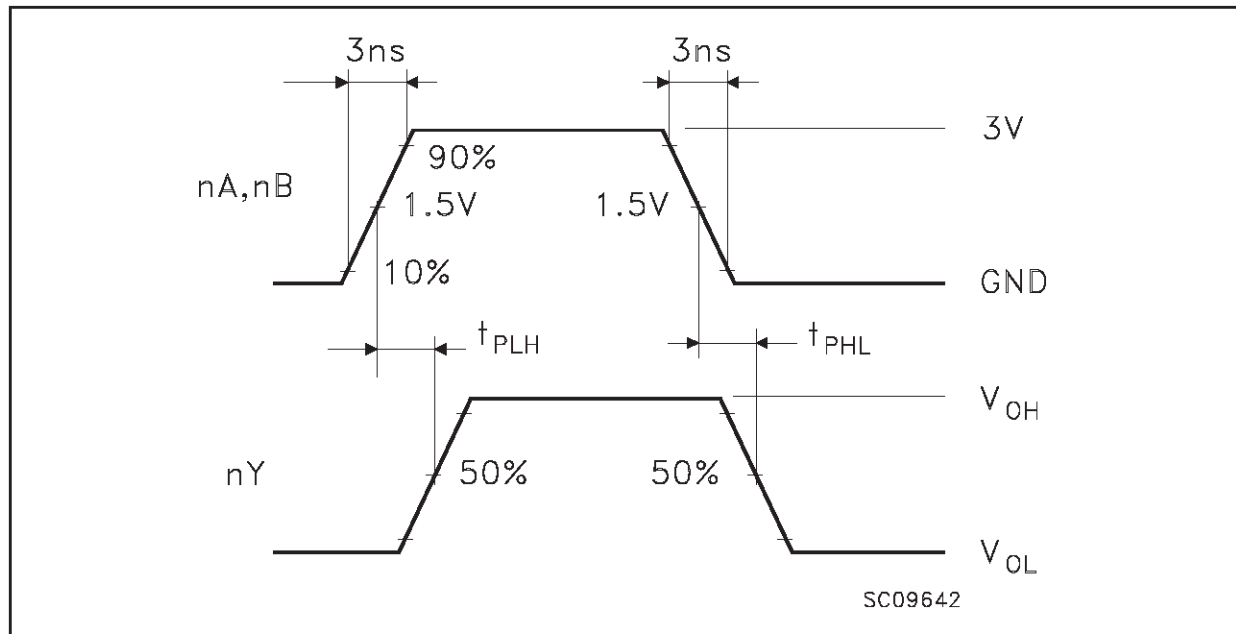 3ns 3ns
3V
90%
nA,nB 1.5V 1.5V
10%
GND
tPLH tPHL
VOH
nY 50% 50%
VOL
SC09642